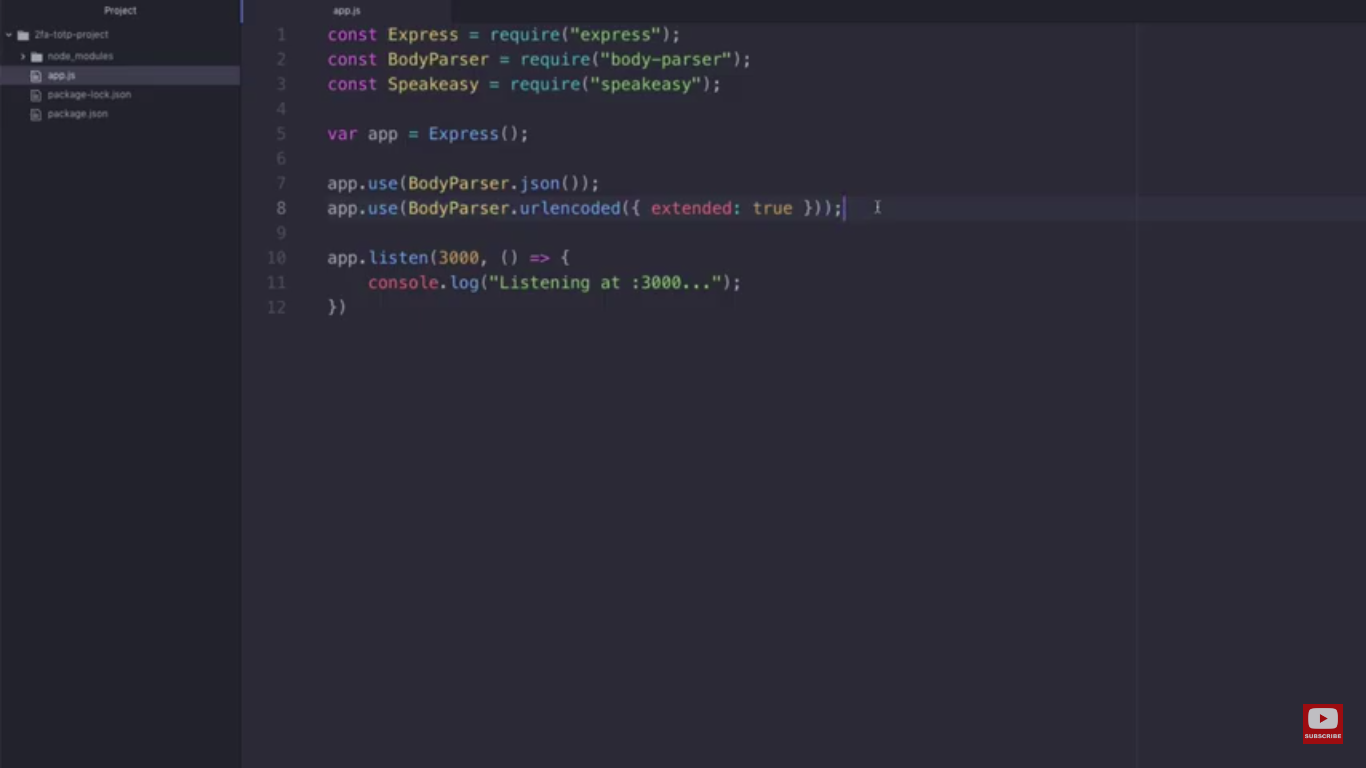 Project
2fa-totp-project
node_modules
app.js
package-lock.json
package.json
app.js
1 const Express = require("express");
2 const BodyParser = require("body-parser");
3 const Speakeasy = require("speakeasy");
4
5 var app = Express();
6
7 app.use(BodyParser.json());
8 app.use(BodyParser.urlencoded({ extended: true }));
9
10 app.listen(3000, () => {
11     console.log("Listening at :3000...");
12 })
SUBSCRIBE